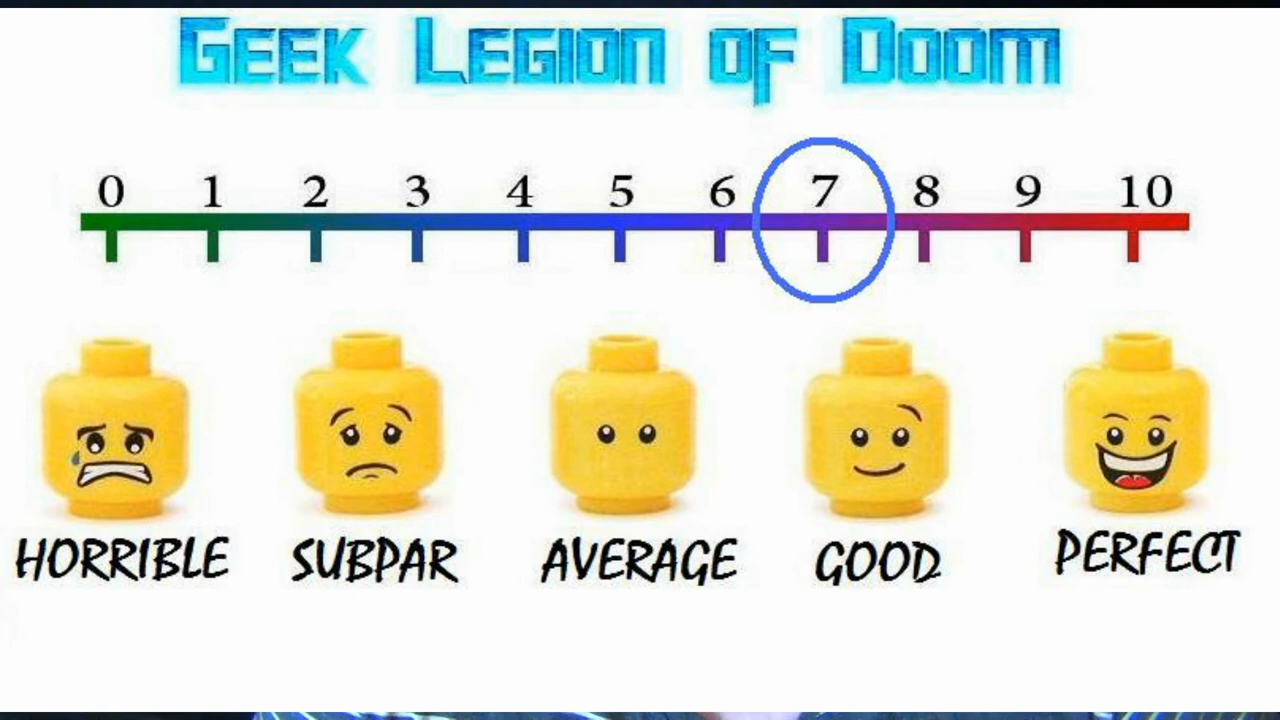 GEEK LEGION OF DOOM
0 1 2 3 4 5 6 7 8 9 10
HORRIBLE SUBPAR AVERAGE GOOD PERFECT